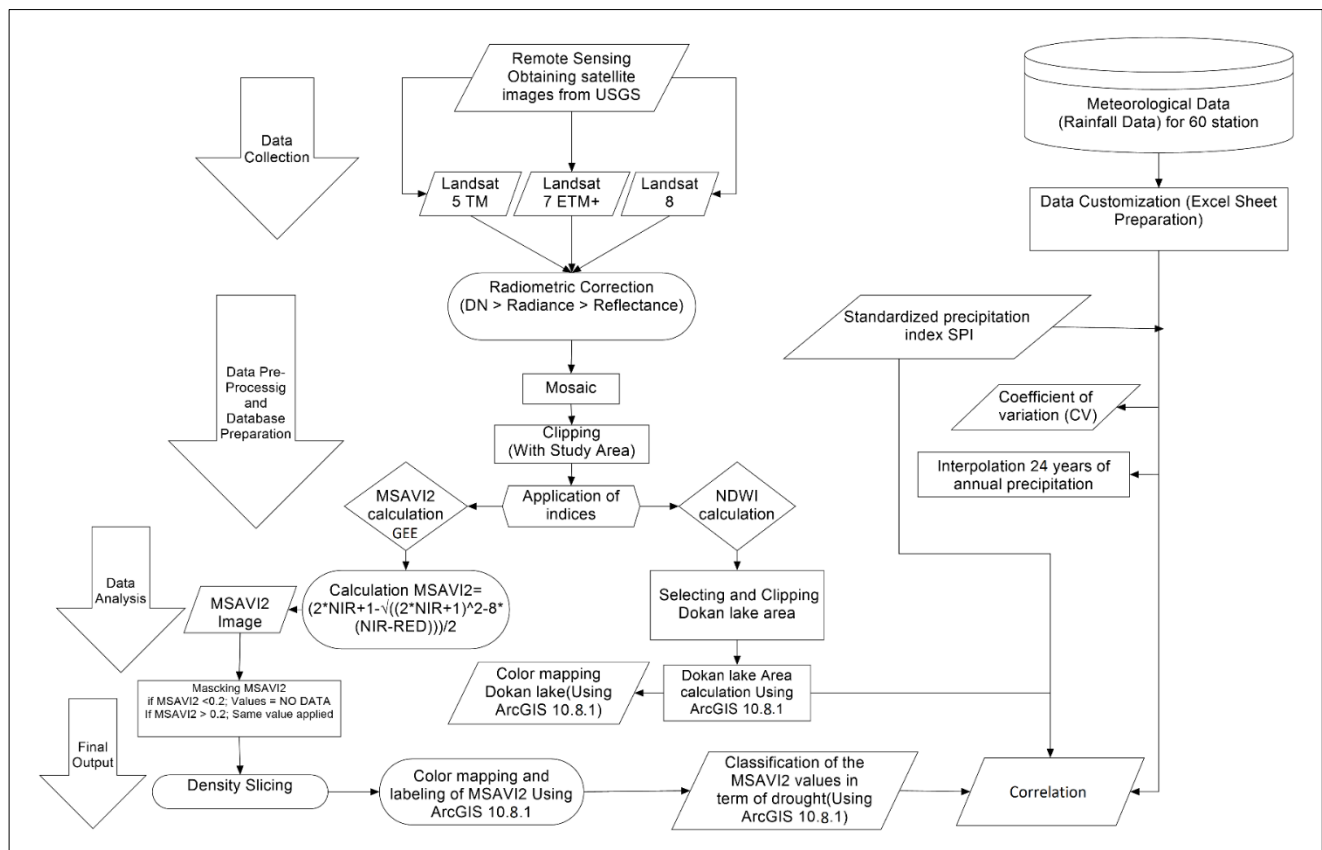 Remote Sensing
Obtaining satellite
images from USGS
Meteorological Data
(Rainfall Data) for 60 station
Data
Collection
Landsat
5 TM
Landsat
7 ETM+
Landsat
8
Data Customization (Excel Sheet
Preparation)
Radiometric Correction
(DN > Radiance > Reflectance)
Standardized precipitation
index SPI
Data Pre-
Processig
and
Database
Preparation
Mosaic
Coefficient of
variation (CV)
Clipping
(With Study Area)
Interpolation 24 years of
annual precipitation
MSAVI2
calculation
GEE
Application of
indices
NDWI
calculation
Data
Analysis
MSAVI2
Image
Calculation MSAVI2=
(2*NIR+1-√((2*NIR+1)^2-8*
(NIR-RED)))/2
Selecting and Clipping
Dokan lake area
Mascking MSAVI2
if MSAVI2 <0.2; Values = NO DATA
If MSAVI2 > 0.2; Same value applied
Color mapping
Dokan lake(Using
ArcGIS 10.8.1)
Dokan lake Area
calculation Using
ArcGIS 10.8.1
Final
Output
Density Slicing
Color mapping and
labeling of MSAVI2 Using
ArcGIS 10.8.1
Classification of the
MSAVI2 values in
term of drought(Using
ArcGIS 10.8.1)
Correlation